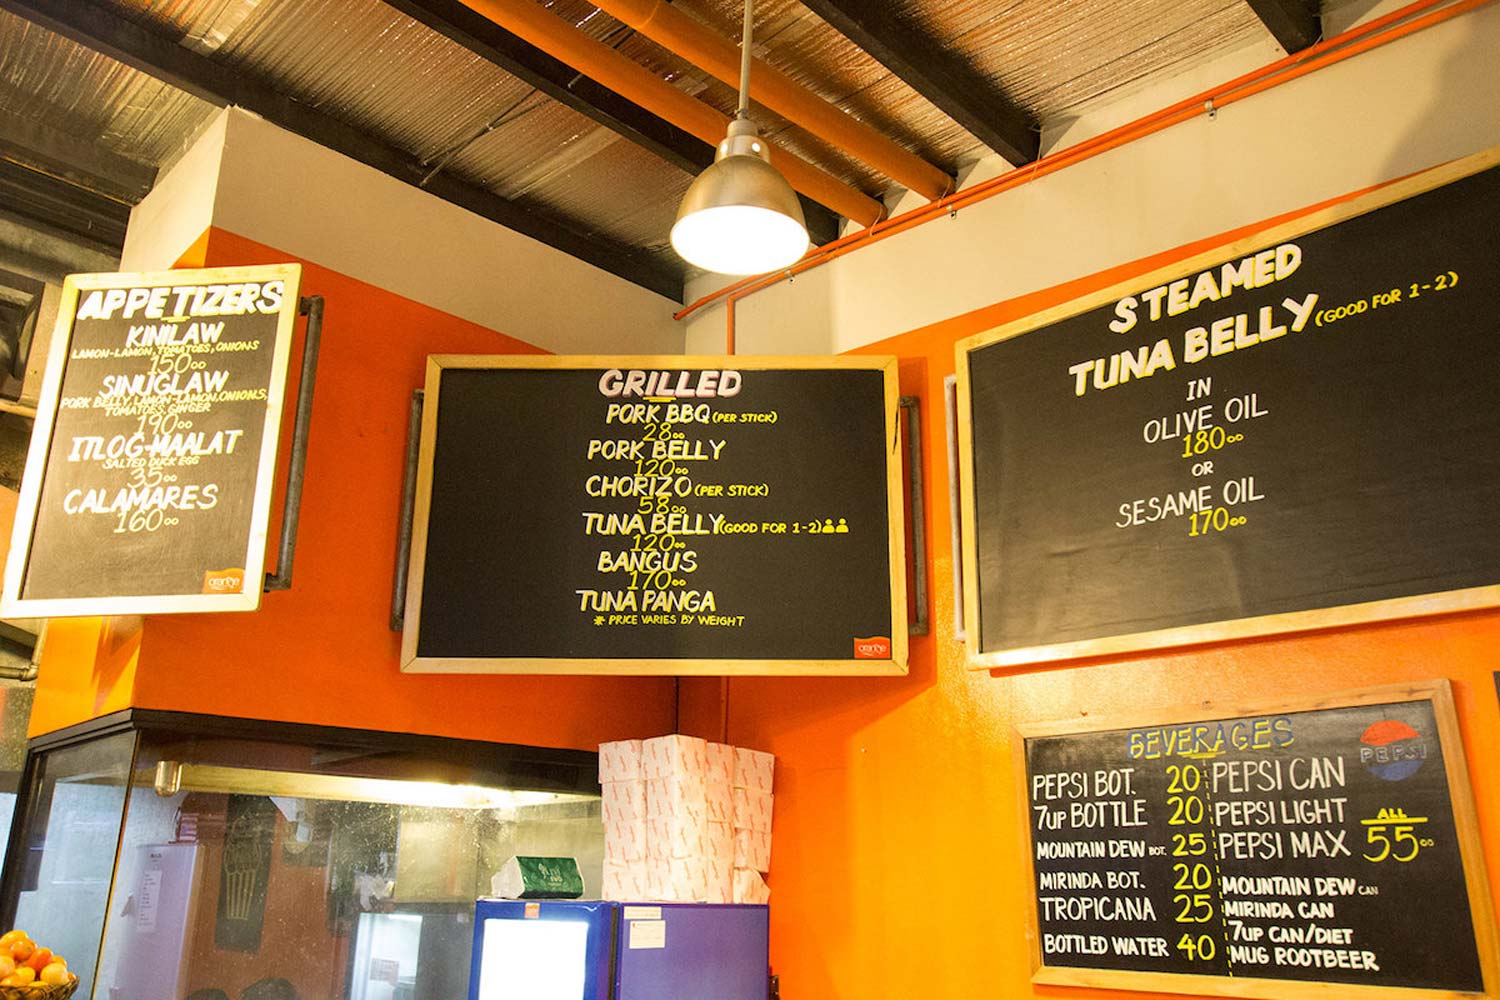 APPETIZERS
KINILAW
LAMON-LAMON, TOMATOES, ONIONS
150.00
SINUGLAW
PORK BELLY, LAMON-LAMON, ONIONS,
TOMATOES, GINGER
190.00
ITLOG-MAALAT
SALTED DUCK EGG
35.00
CALAMARES
160.00
orange
GRILLED
PORK BBQ (PER STICK)
28.00
PORK BELLY
120.00
CHORIZO (PER STICK)
58.00
TUNA BELLY (GOOD FOR 1-2)
120.00
BANGUS
170.00
TUNA PANGA
* PRICE VARIES BY WEIGHT
orange
STEAMED
TUNA BELLY (GOOD FOR 1-2)
IN
OLIVE OIL
180.00
OR
SESAME OIL
170.00
BEVERAGES
PEPSI
PEPSI BOT. 20
7UP BOTTLE 20
MOUNTAIN DEW BOT. 25
MIRINDA BOT. 20
TROPICANA 25
BOTTLED WATER 40
PEPSI CAN
PEPSI LIGHT
PEPSI MAX
MOUNTAIN DEW CAN
MIRINDA CAN
7UP CAN/DIET
MUG ROOTBEER
ALL
55.00